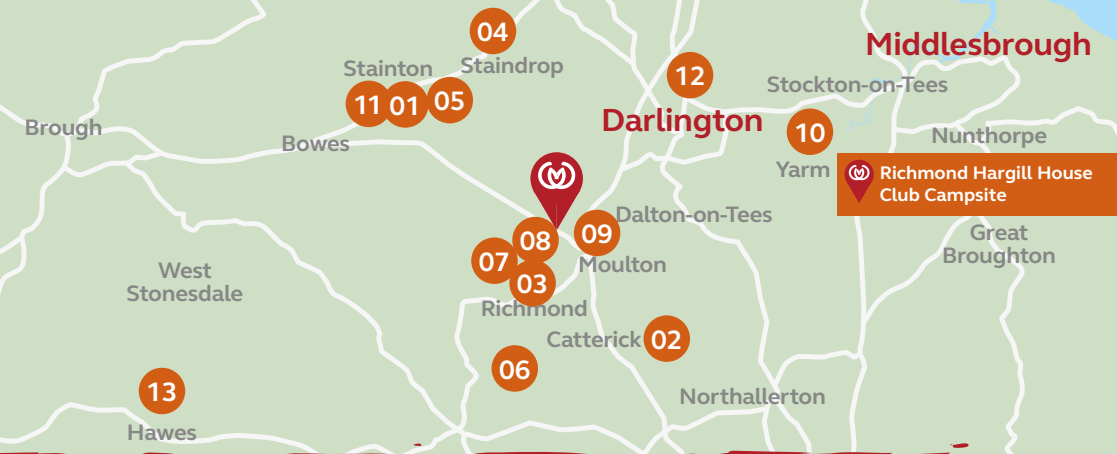 04
Middlesbrough
Stainton
Staindrop
12
Stockton-on-Tees
11
01
05
Darlington
10
Brough
Bowes
Nunthorpe
Yarm
Richmond Hargill House
Club Campsite
Dalton-on-Tees
08
09
Great
Broughton
07
Moulton
West
Stonesdale
03
Richmond
Catterick
02
06
13
Northallerton
Hawes